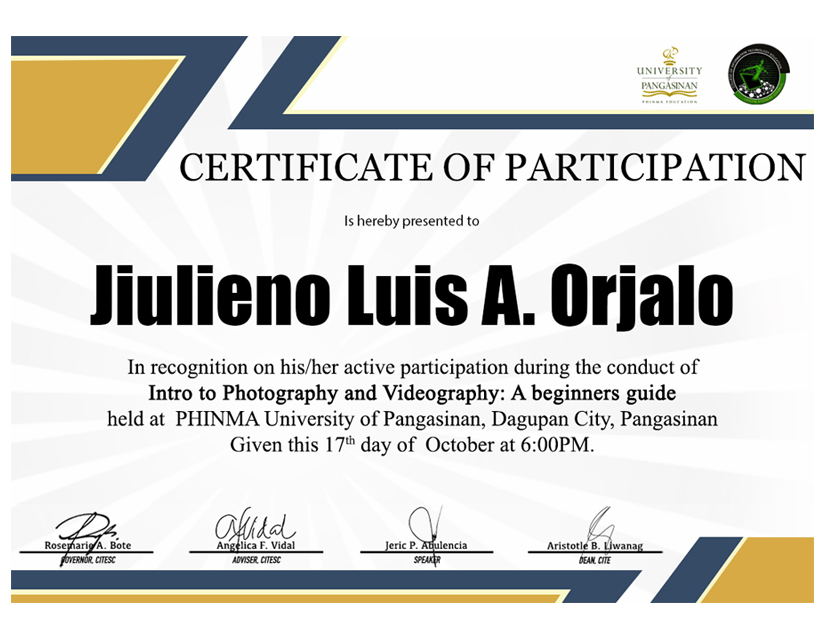 UNIVERSITY
of
PANGASINAN
PHINMA EDUCATION
CERTIFICATE OF PARTICIPATION
Is hereby presented to
Jiulieno Luis A. Orjalo
In recognition on his/her active participation during the conduct of
Intro to Photography and Videography: A beginners guide
held at PHINMA University of Pangasinan, Dagupan City, Pangasinan
Given this 17th day of October at 6:00PM.
Rosemarie A. Bote
GOVERNOR, CITESC
Angelica F. Vidal
ADVISER, CITESC
Jeric P. Abulencia
SPEAKER
Aristotle B. Liwanag
DEAN, CITE